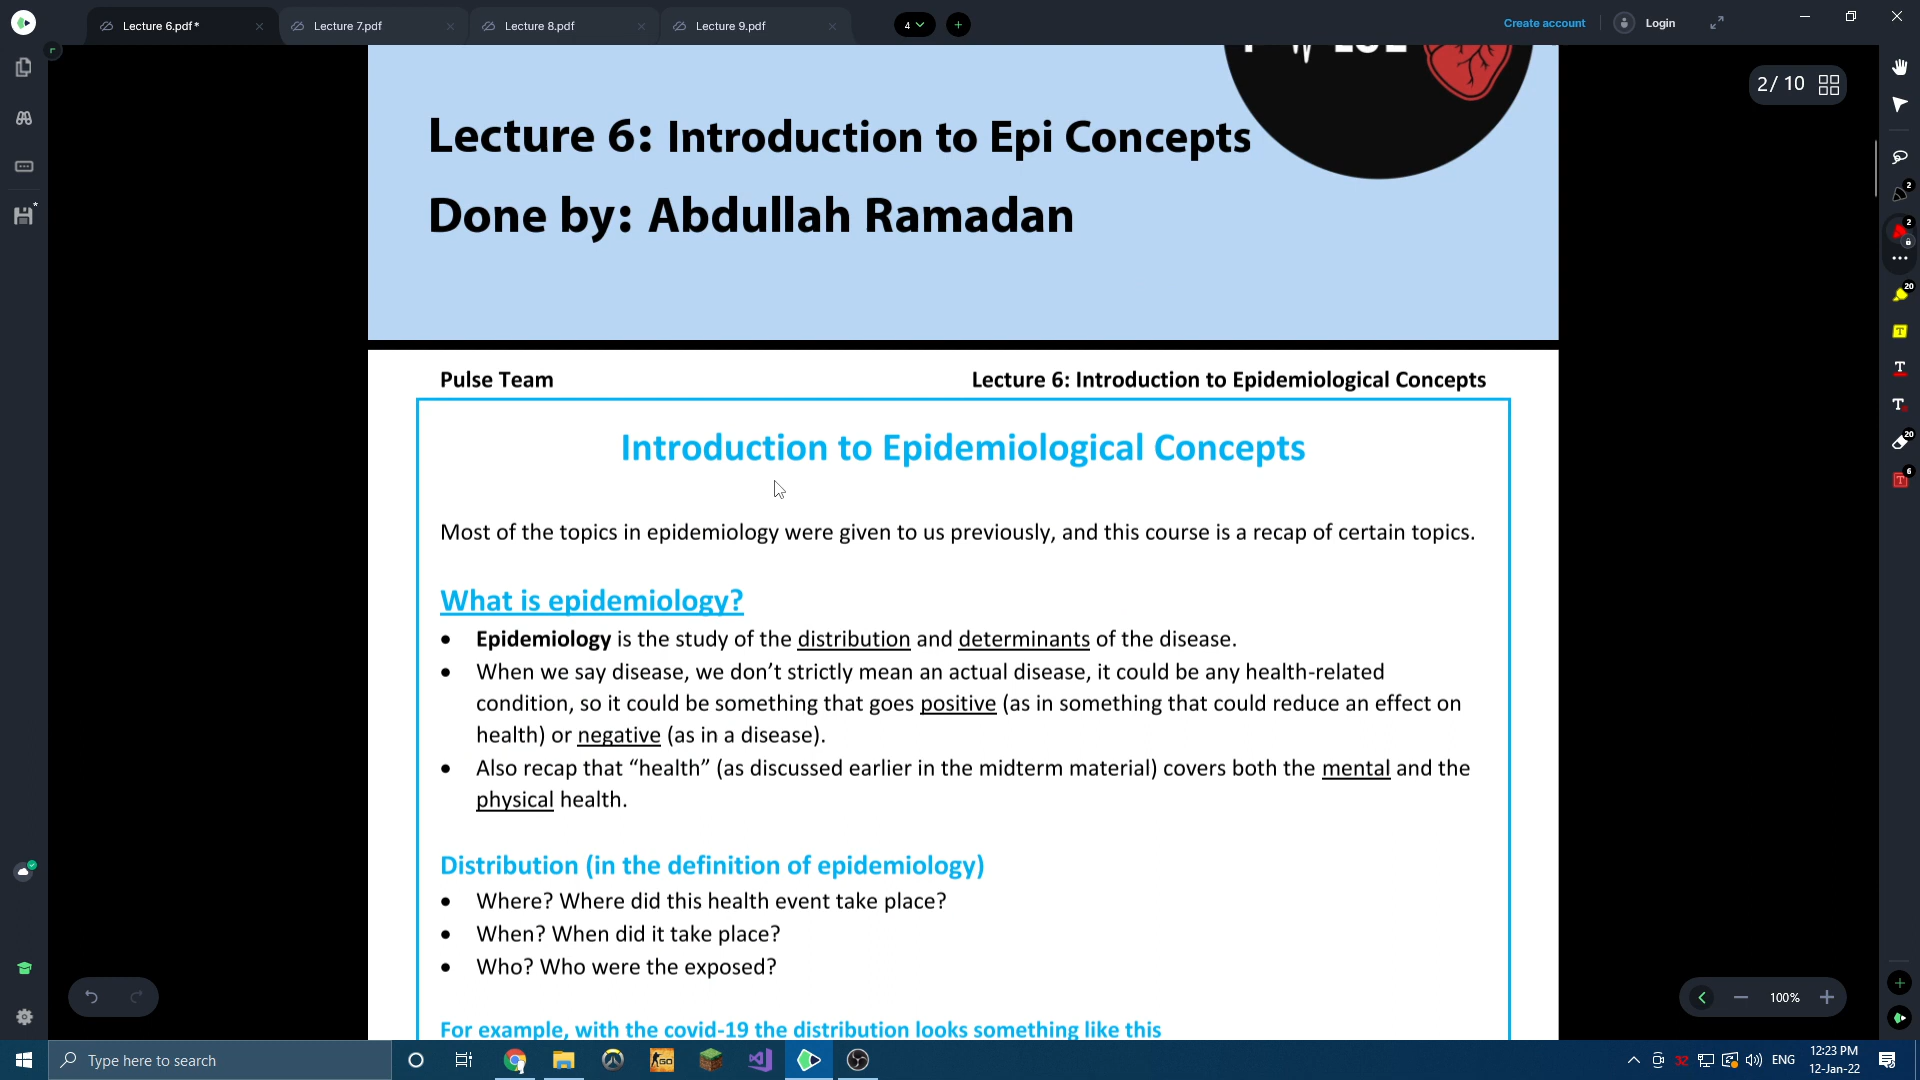 Lecture 6.pdf*
Lecture 7.pdf
Lecture 8.pdf
Lecture 9.pdf
4
Create account
Login
2/ 10
Lecture 6: Introduction to Epi Concepts
Done by: Abdullah Ramadan
Pulse Team
Lecture 6: Introduction to Epidemiological Concepts
Introduction to Epidemiological Concepts
Most of the topics in epidemiology were given to us previously, and this course is a recap of certain topics.
What is epidemiology?
• Epidemiology is the study of the distribution and determinants of the disease.
• When we say disease, we don’t strictly mean an actual disease, it could be any health-related
condition, so it could be something that goes positive (as in something that could reduce an effect on
health) or negative (as in a disease).
• Also recap that “health” (as discussed earlier in the midterm material) covers both the mental and the
physical health.
Distribution (in the definition of epidemiology)
• Where? Where did this health event take place?
• When? When did it take place?
• Who? Who were the exposed?
For example, with the covid-19 the distribution looks something like this
2
2
20
T
T
T
20
T
6
100%
Type here to search
GO
32
ENG
12:23 PM
12-Jan-22